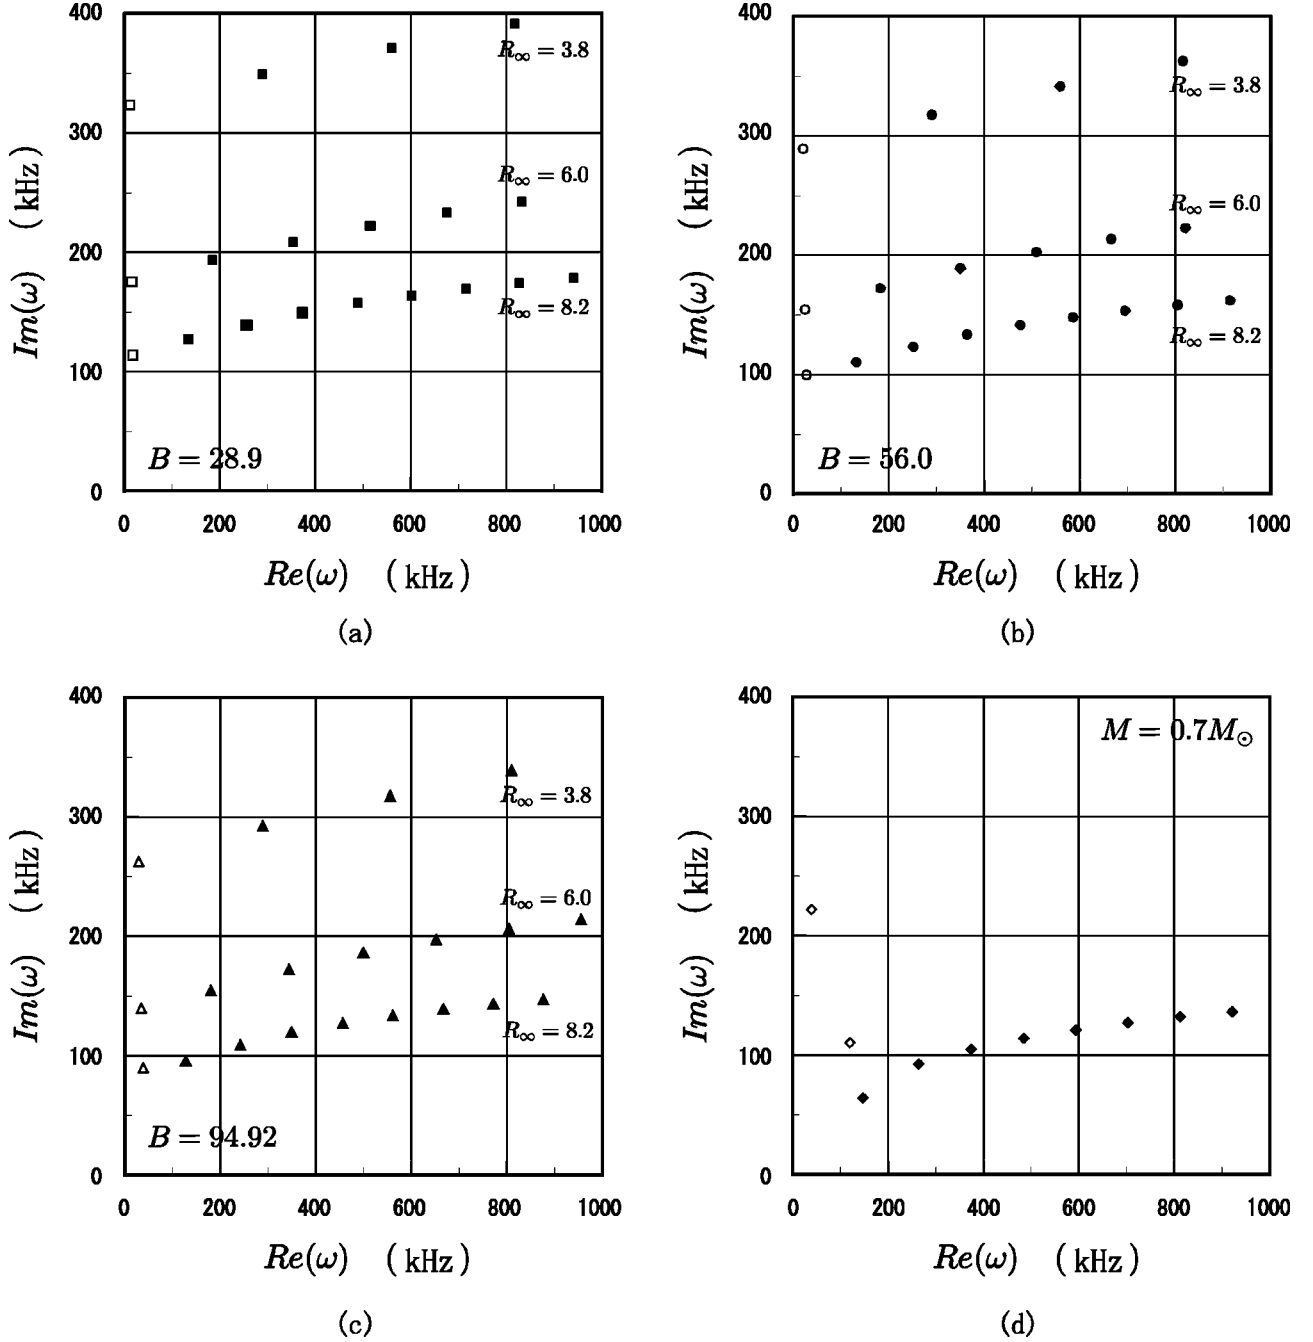 400
300
200
100
0
Im(ω) (kHz)
R∞ = 3.8
R∞ = 6.0
R∞ = 8.2
B = 28.9
0 200 400 600 800 1000
Re(ω) (kHz)
(a)
400
300
200
100
0
Im(ω) (kHz)
R∞ = 3.8
R∞ = 6.0
R∞ = 8.2
B = 56.0
0 200 400 600 800 1000
Re(ω) (kHz)
(b)
400
300
200
100
0
Im(ω) (kHz)
R∞ = 3.8
R∞ = 6.0
R∞ = 8.2
B = 94.92
0 200 400 600 800 1000
Re(ω) (kHz)
(c)
400
300
200
100
0
Im(ω) (kHz)
M = 0.7M⊙
0 200 400 600 800 1000
Re(ω) (kHz)
(d)